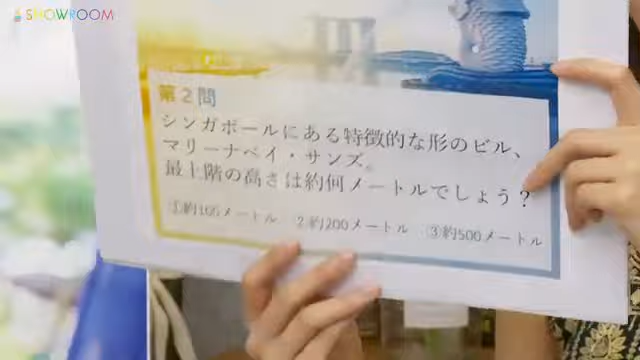 SHOWROOM
第2問
シンガポールにある特徴的な形のビル、
マリーナベイ・サンズ。
最上階の高さは約何メートルでしょう?
①約100メートル ②約200メートル ③約500メートル